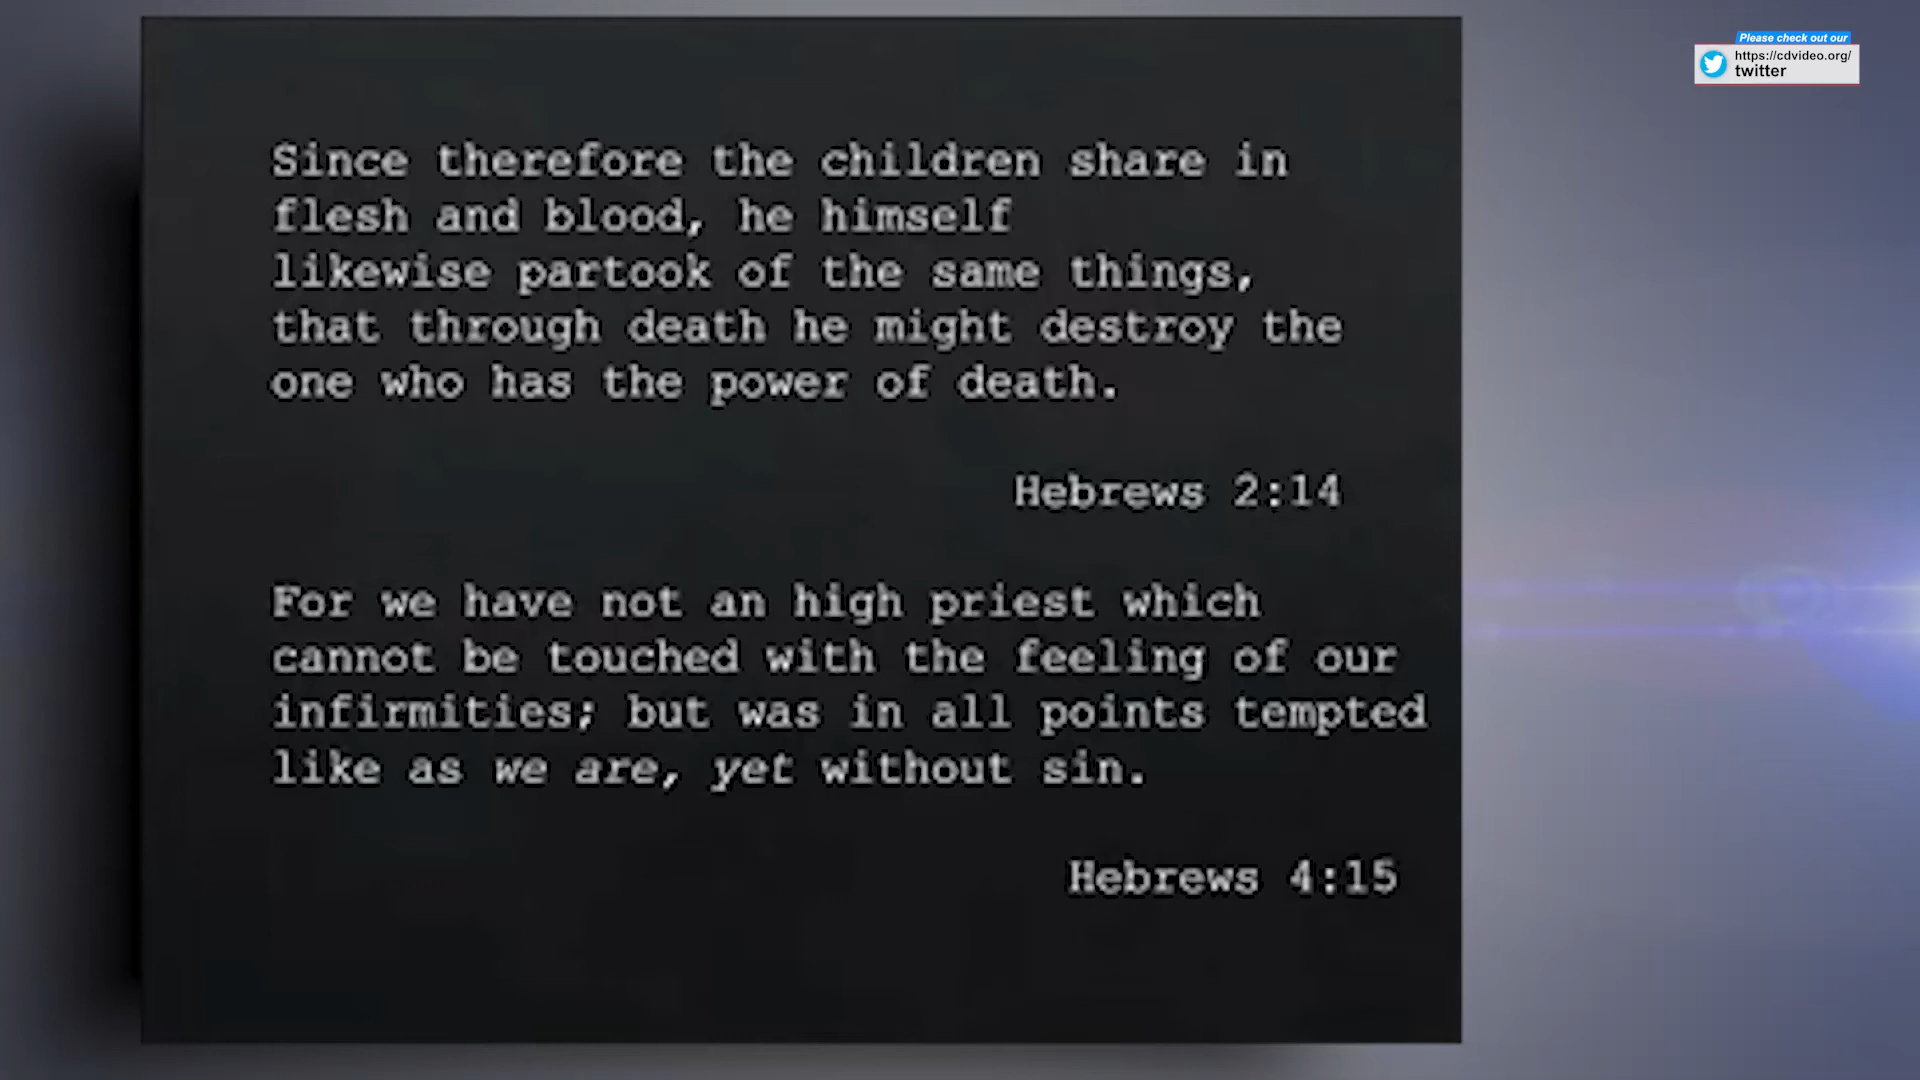 Please check out our
https://cdvideo.org/
twitter
Since therefore the children share in
flesh and blood, he himself
likewise partook of the same things,
that through death he might destroy the
one who has the power of death.
Hebrews 2:14
For we have not an high priest which
cannot be touched with the feeling of our
infirmities; but was in all points tempted
like as we are, yet without sin.
Hebrews 4:15